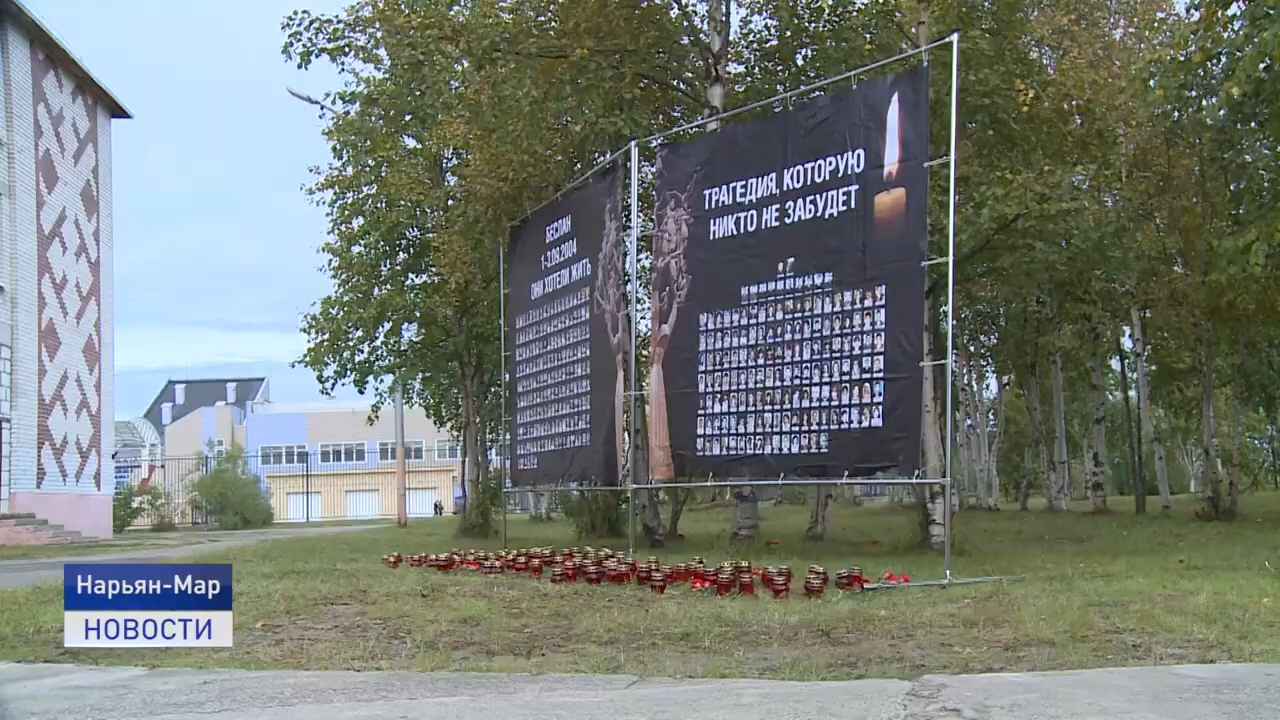 БЕСЛАН
1-3.09.2004
ОНИ ХОТЕЛИ ЖИТЬ
ТРАГЕДИЯ, КОТОРУЮ
НИКТО НЕ ЗАБУДЕТ
Нарьян-Мар
НОВОСТИ